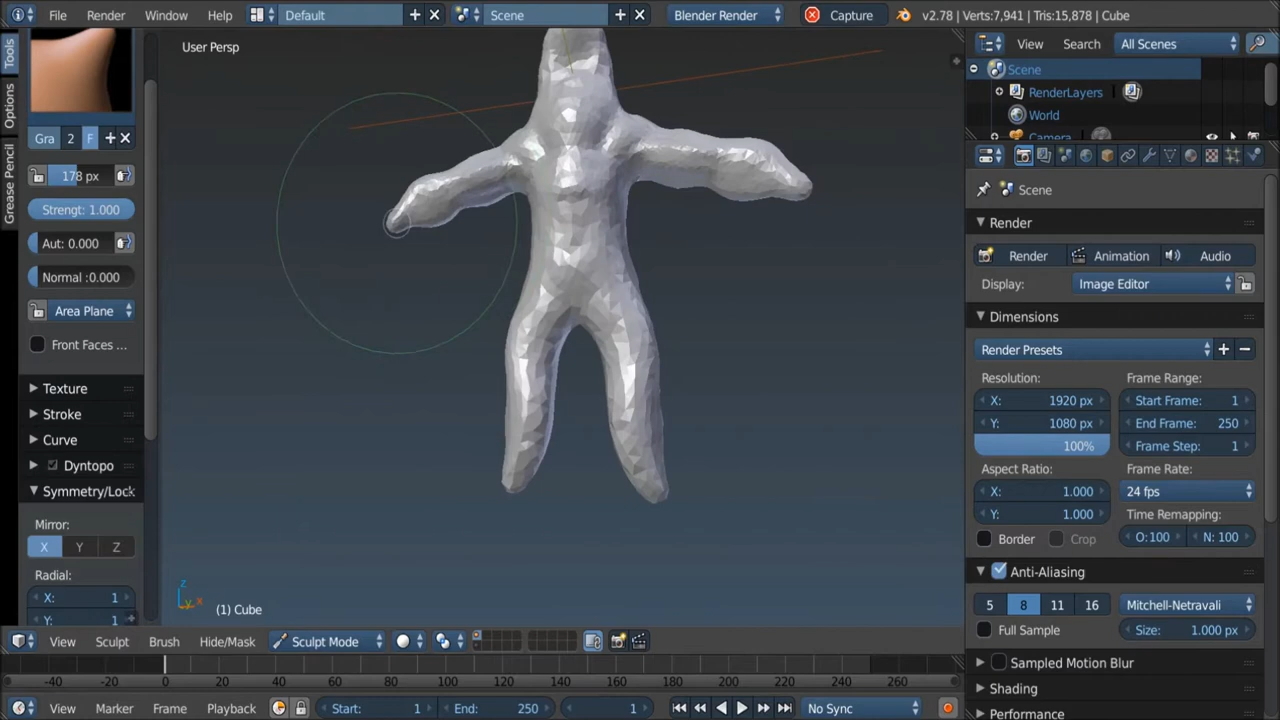 File Render Window Help Default Scene Blender Render Capture v2.78 | Verts:7,941 | Tris:15,878 | Cube
Tools
Options
Grease Pencil
Gra 2 F
178 px
Strengt: 1.000
Aut: 0.000
Normal :0.000
Area Plane
Front Faces ...
Texture
Stroke
Curve
Dyntopo
Symmetry/Lock
Mirror:
X Y Z
Radial:
X: 1
Y: 1
User Persp
z
x
y
(1) Cube
View Search All Scenes
Scene
RenderLayers
World
Camera
Scene
Render
Render Animation Audio
Display: Image Editor
Dimensions
Render Presets
Resolution: Frame Range:
X: 1920 px Start Frame: 1
Y: 1080 px End Frame: 250
100% Frame Step: 1
Aspect Ratio: Frame Rate:
X: 1.000 24 fps
Y: 1.000 Time Remapping:
Border Crop O:100 N: 100
Anti-Aliasing
5 8 11 16 Mitchell-Netravali
Full Sample Size: 1.000 px
Sampled Motion Blur
Shading
Performance
View Sculpt Brush Hide/Mask Sculpt Mode
-40 -20 0 20 40 60 80 100 120 140 160 180 200 220 240 260
View Marker Frame Playback Start: 1 End: 250 1 No Sync